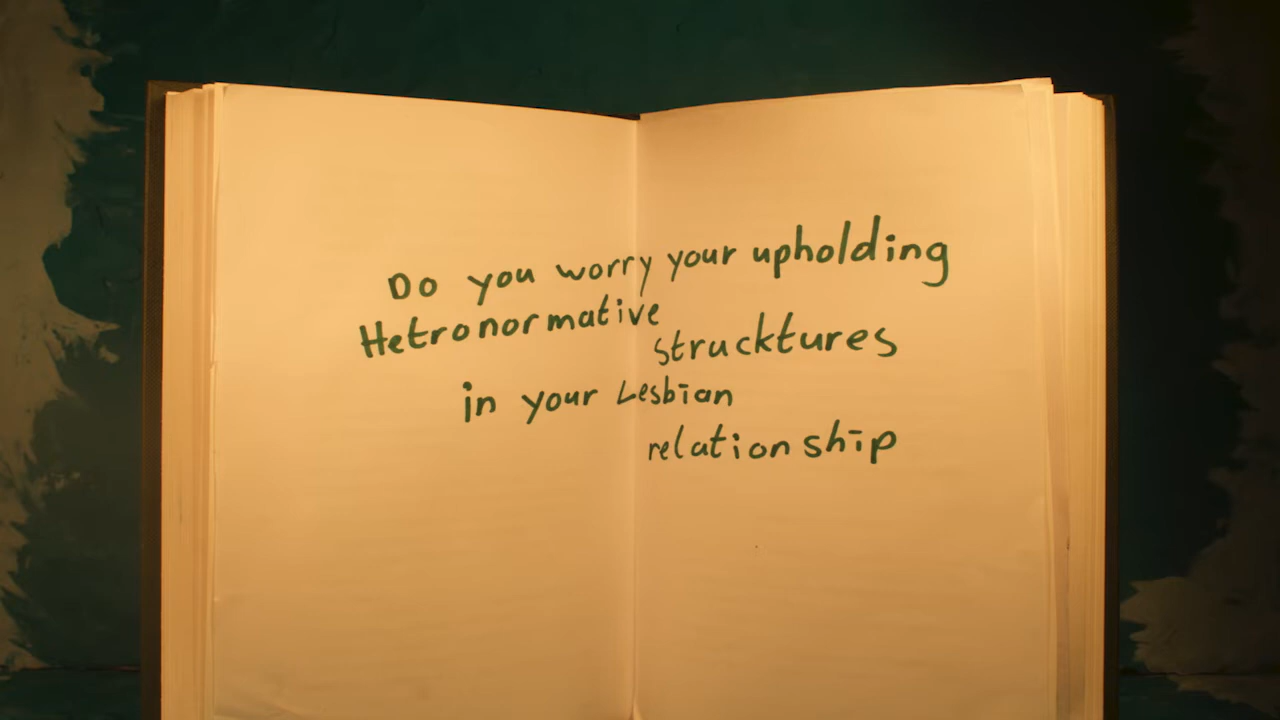 Do you worry your upholding
Hetronormative
strucktures
in your Lesbian
relationship